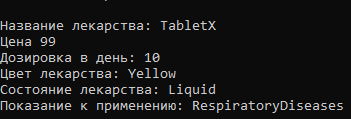 Название лекарства: TabletX
Цена 99
Дозировка в день: 10
Цвет лекарства: Yellow
Состояние лекарства: Liquid
Показание к применению: RespiratoryDiseases